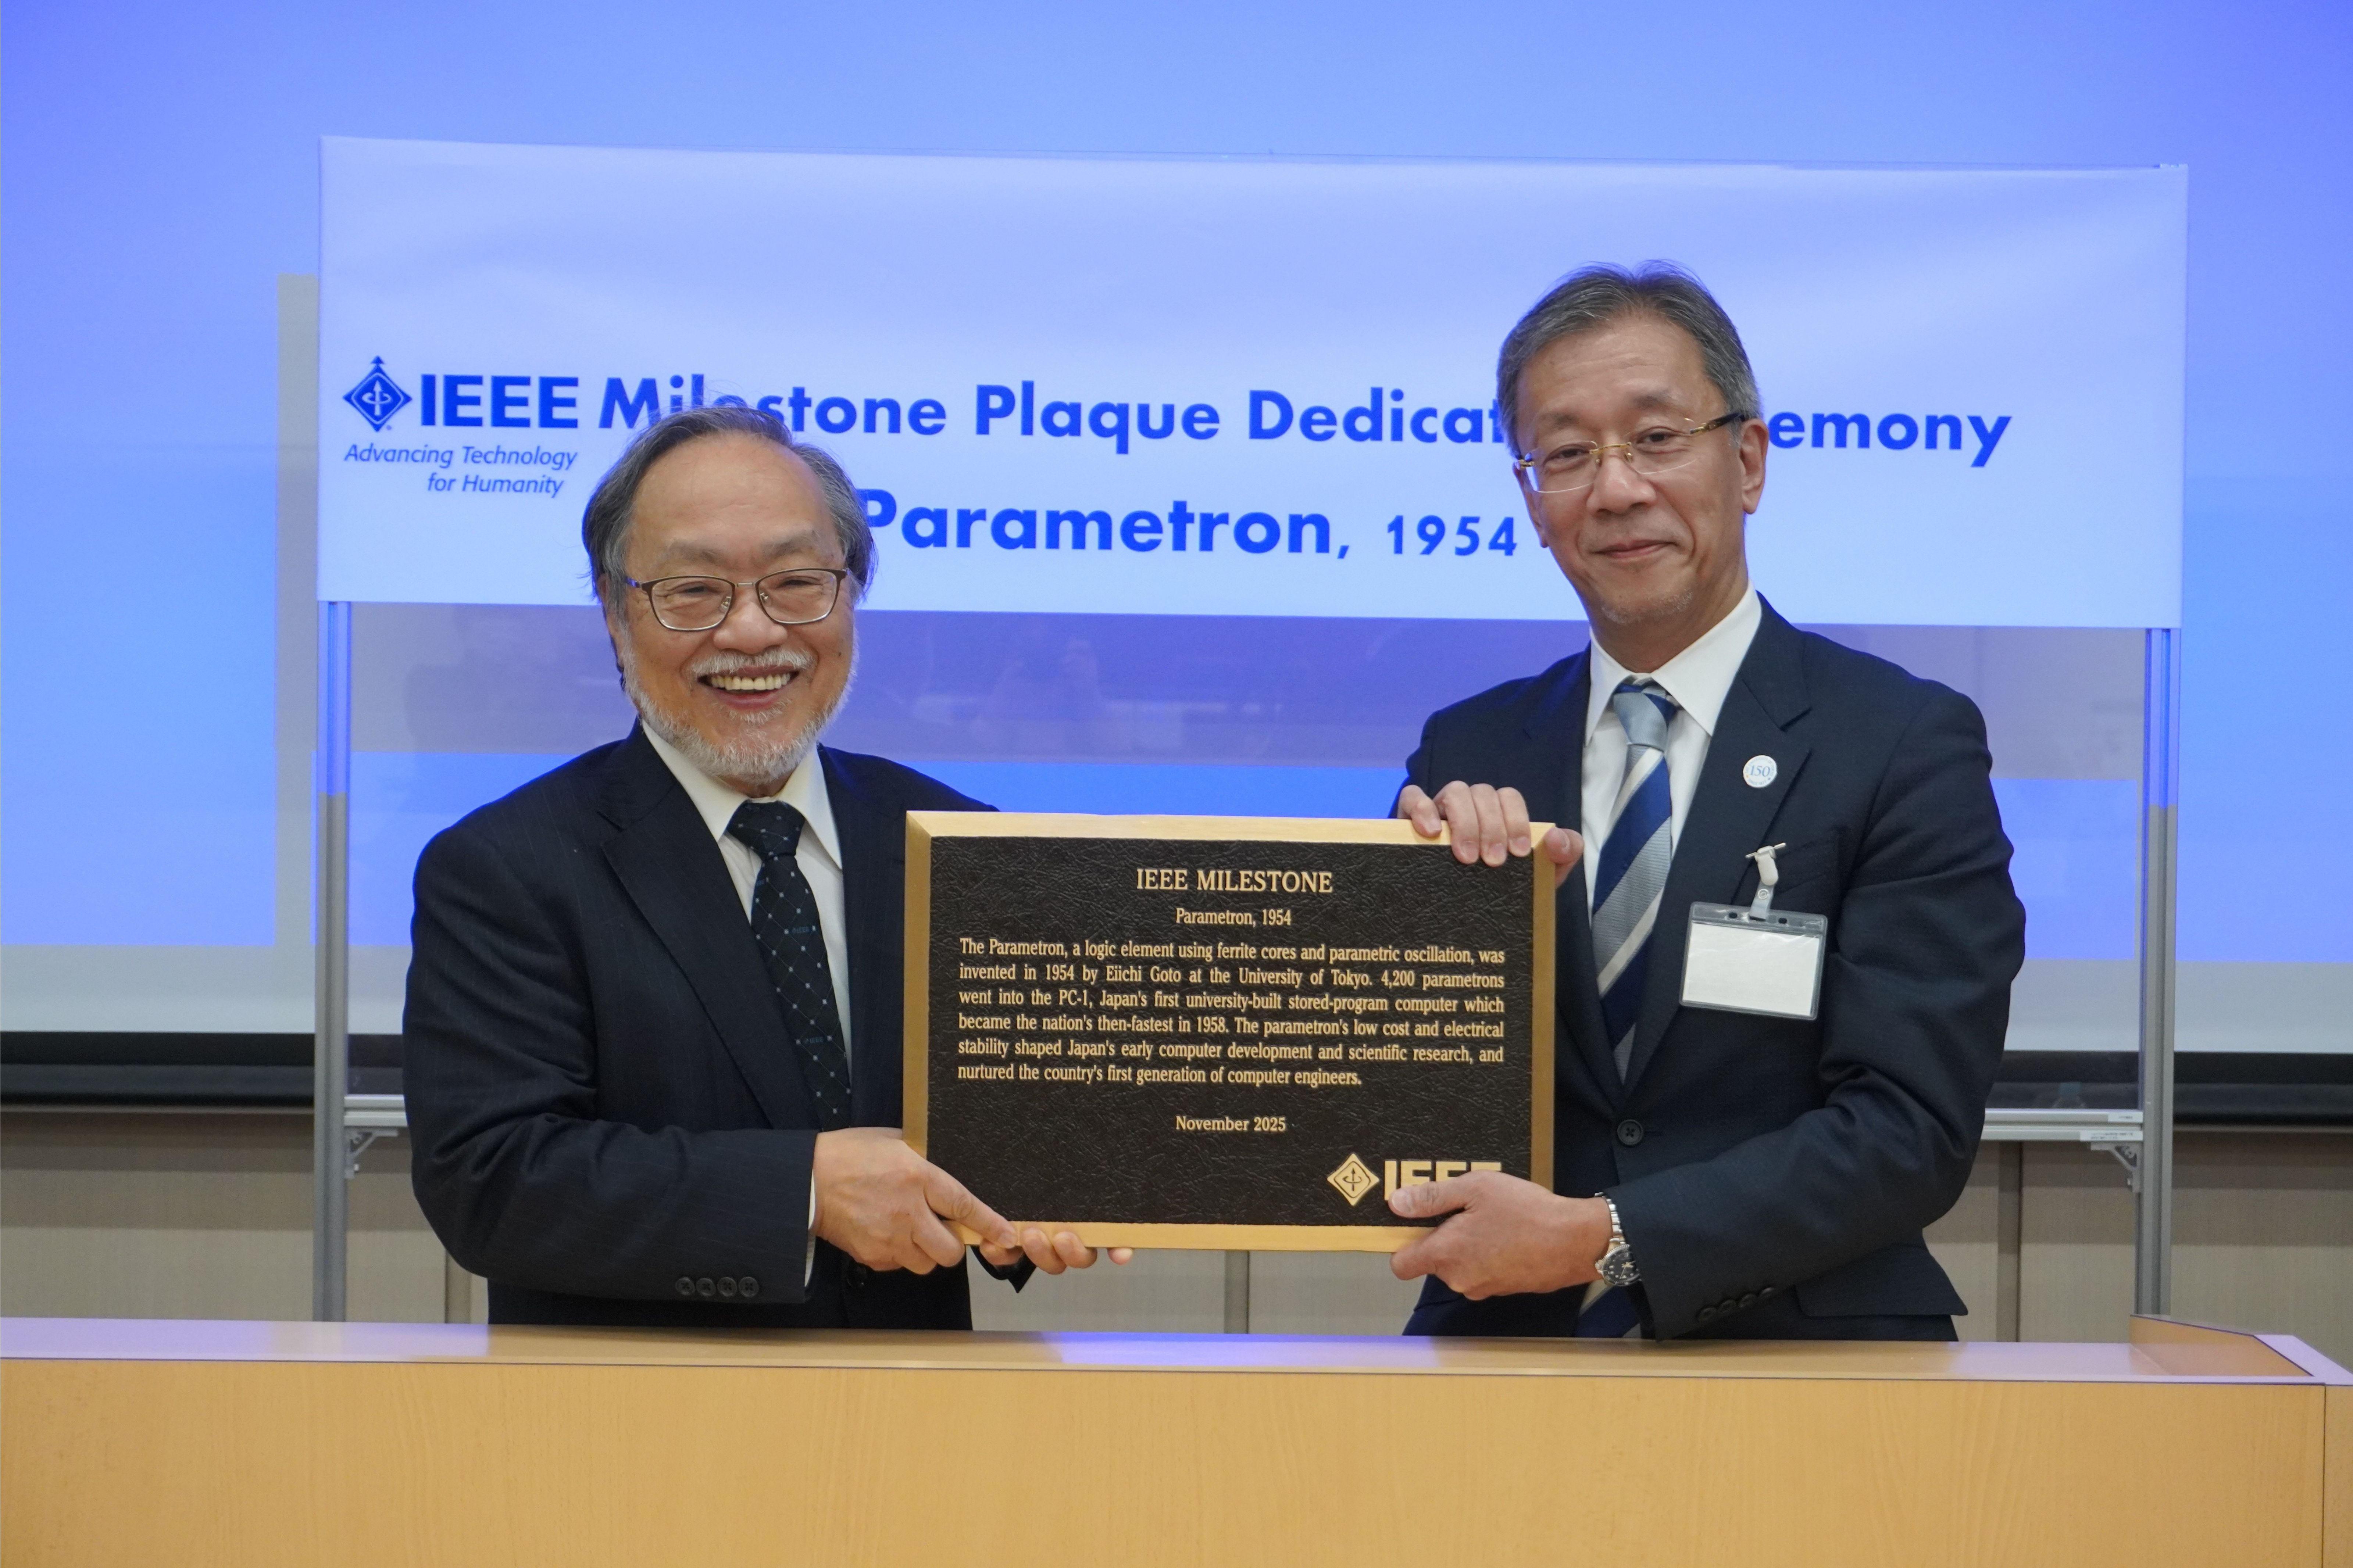 IEEE Milestone Plaque Dedicat emony
Advancing Technology
for Humanity
Parametron, 1954
150
IEEE MILESTONE
Parametron, 1954
The Parametron, a logic element using ferrite cores and parametric oscillation, was
invented in 1954 by Eiichi Goto at the University of Tokyo. 4,200 parametrons
went into the PC-1, Japan's first university-built stored-program computer which
became the nation's then-fastest in 1958. The parametron's low cost and electrical
stability shaped Japan's early computer development and scientific research, and
nurtured the country's first generation of computer engineers.
November 2025
IEEE